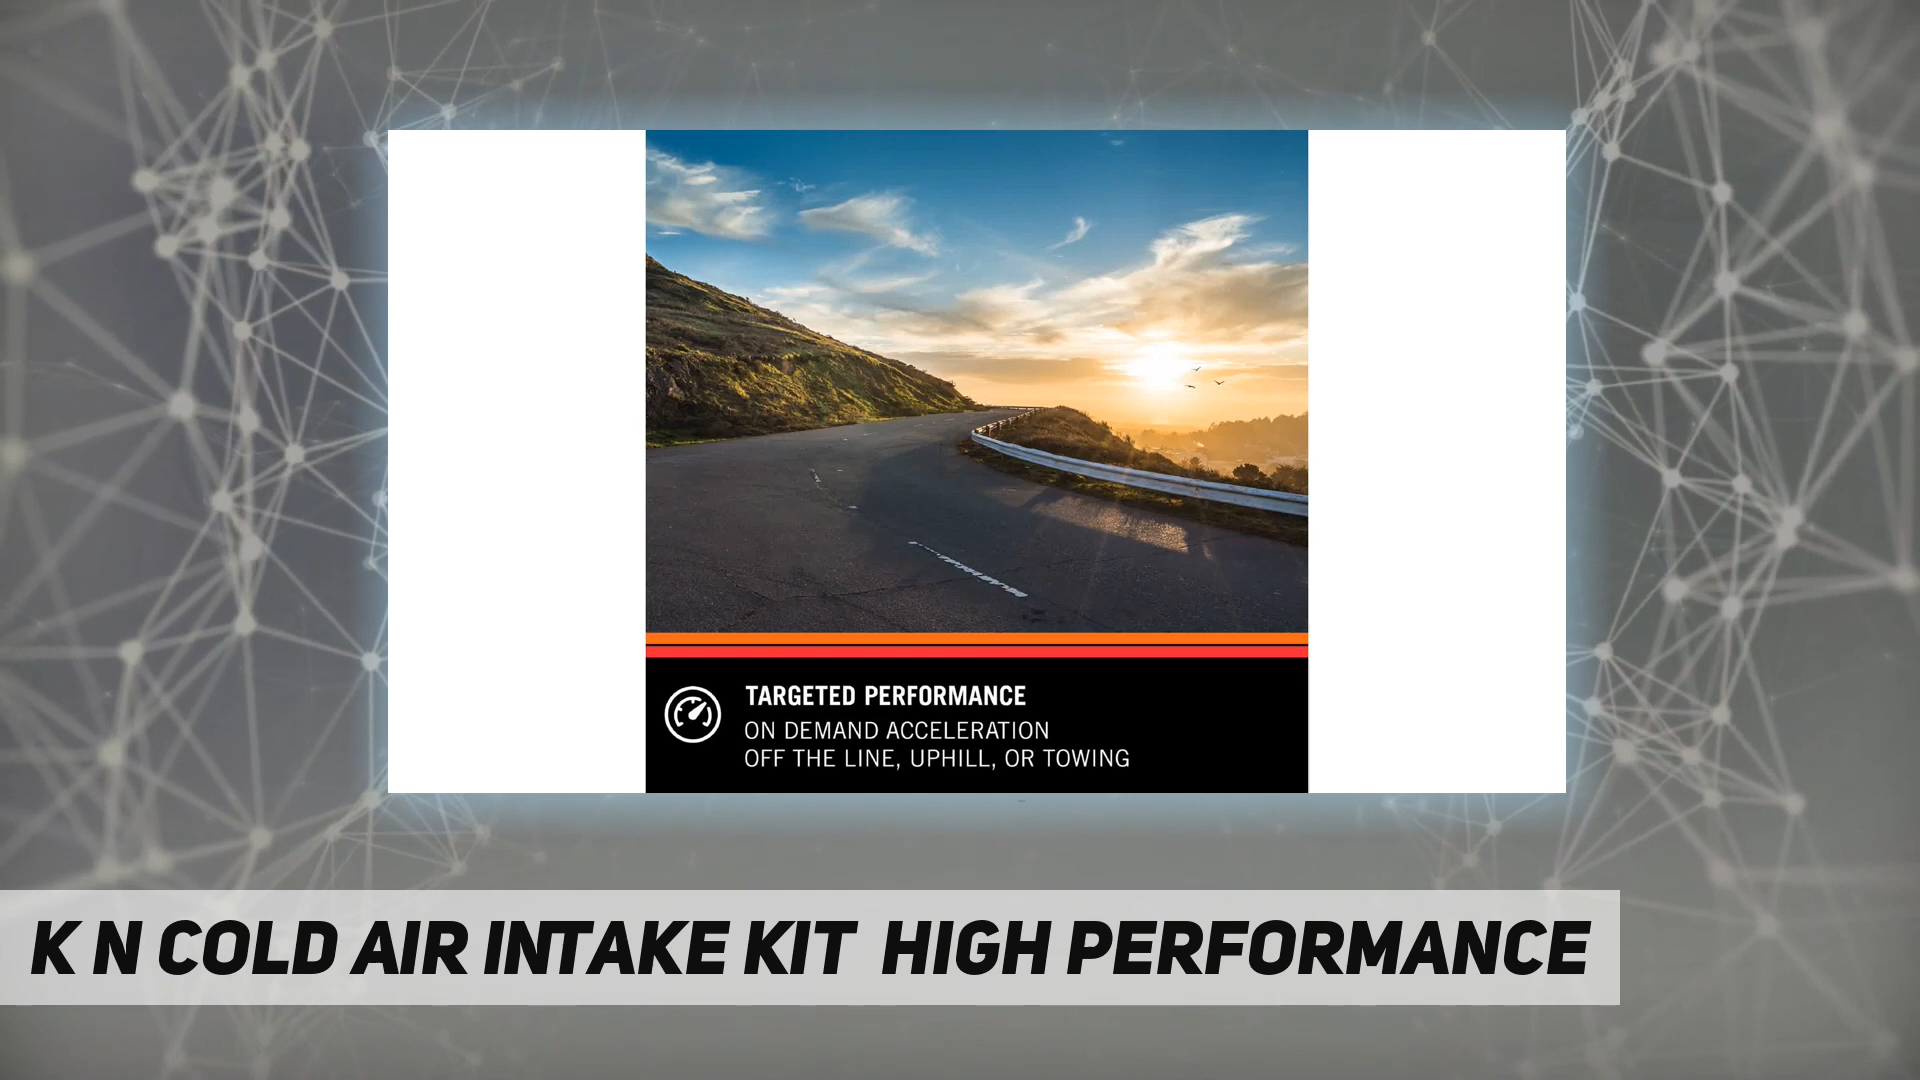 TARGETED PERFORMANCE
ON DEMAND ACCELERATION
OFF THE LINE, UPHILL, OR TOWING
K N COLD AIR INTAKE KIT HIGH PERFORMANCE